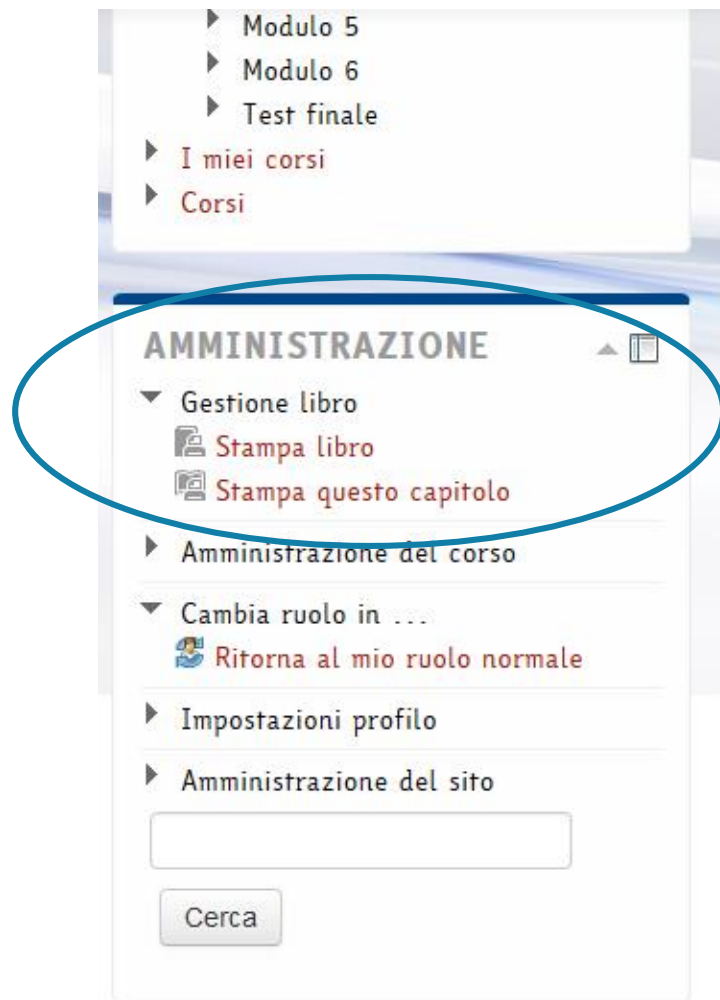 Modulo 5
Modulo 6
Test finale
I miei corsi
Corsi
AMMINISTRAZIONE
Gestione libro
Stampa libro
Stampa questo capitolo
Amministrazione del corso
Cambia ruolo in ...
Ritorna al mio ruolo normale
Impostazioni profilo
Amministrazione del sito
Cerca